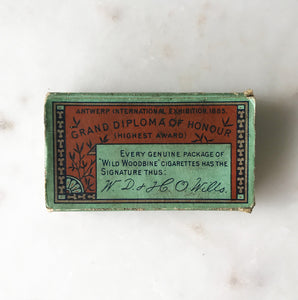 ANTWERP INTERNATIONAL EXHIBITION, 1885.
GRAND DIPLOMA OF HONOUR
(HIGHEST AWARD)
EVERY GENUINE PACKAGE OF
"WILD WOODBINE" CIGARETTES HAS THE
SIGNATURE THUS:
W. D. & H. O. Wills.